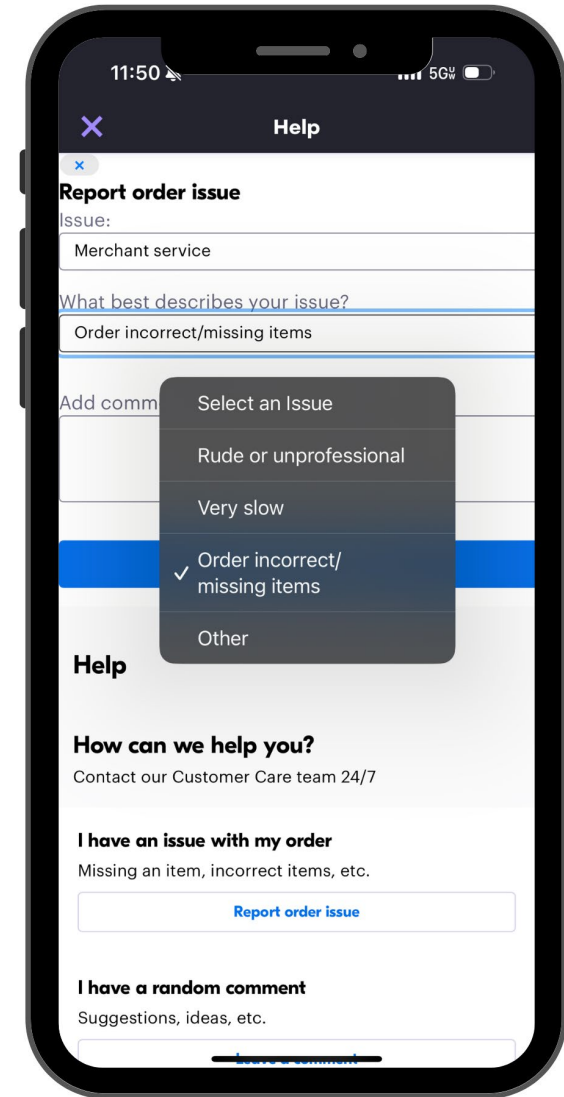 11:50
5G UW
Help
×
Report order issue
Issue:
Merchant service
What best describes your issue?
Order incorrect/missing items
Add comm
Select an Issue
Rude or unprofessional
Very slow
Order incorrect/
missing items
Other
Help
How can we help you?
Contact our Customer Care team 24/7
I have an issue with my order
Missing an item, incorrect items, etc.
Report order issue
I have a random comment
Suggestions, ideas, etc.
Leave a comment